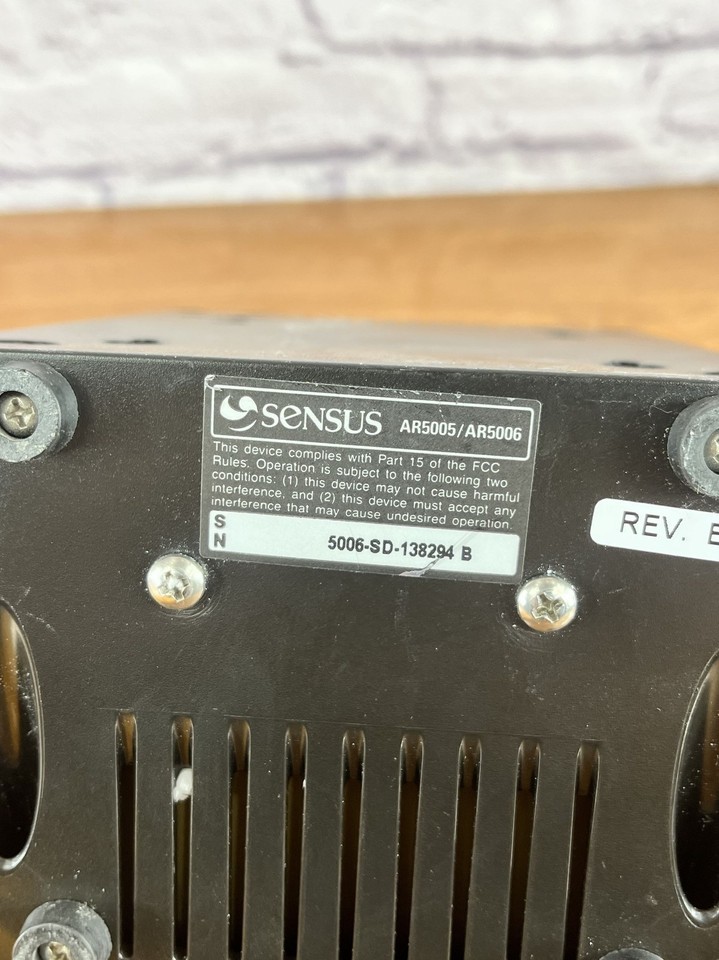 SENSUS AR5005/AR5006
This device complies with Part 15 of the FCC
Rules. Operation is subject to the following two
conditions: (1) this device may not cause harmful
interference, and (2) this device must accept any
interference that may cause undesired operation.
SN 5006-SD-138294 B
REV.